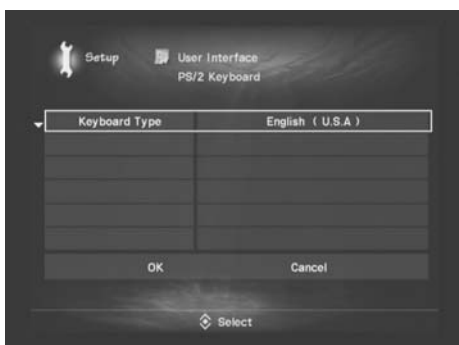 Setup
User Interface
PS/2 Keyboard
Keyboard Type English ( U.S.A )
OK Cancel
Select